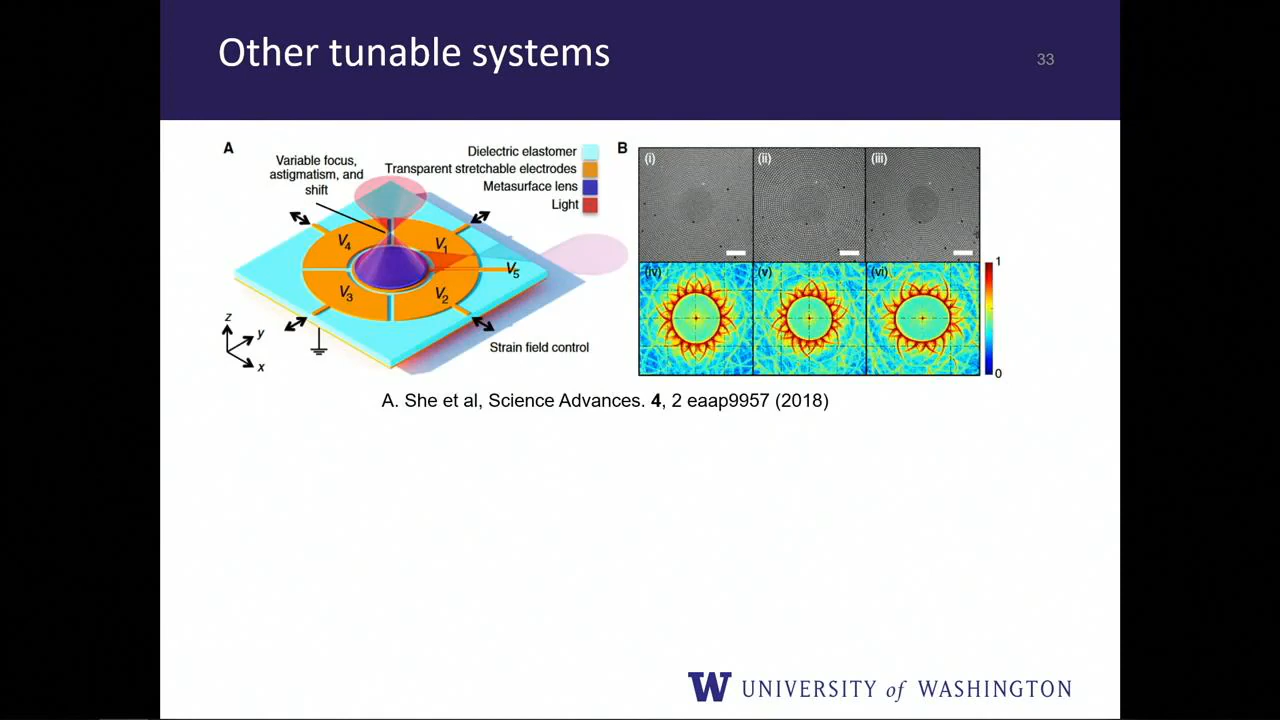 Other tunable systems
33
A
Variable focus,
astigmatism, and
shift
Dielectric elastomer
Transparent stretchable electrodes
Metasurface lens
Light
V4
V1
V5
V3
V2
z
y
x
Strain field control
B
(i)
(ii)
(iii)
(iv)
(v)
(vi)
1
0
A. She et al, Science Advances. 4, 2 eaap9957 (2018)
W UNIVERSITY of WASHINGTON